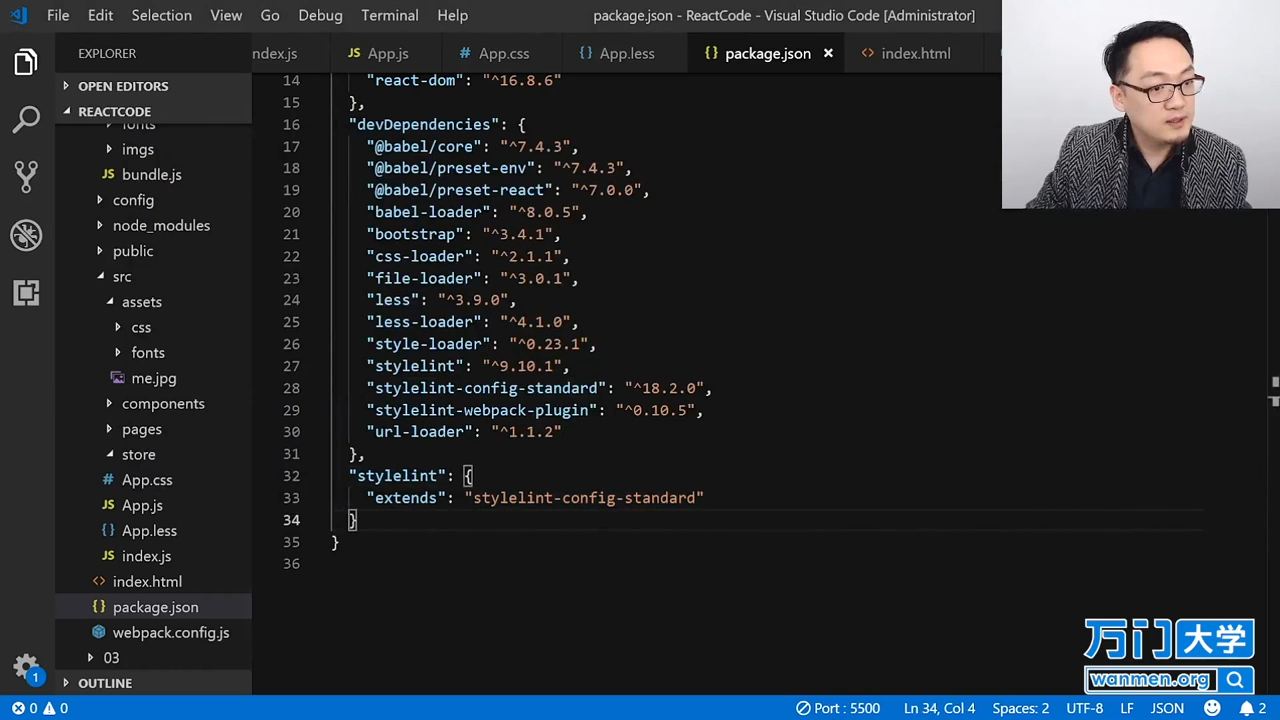 File Edit Selection View Go Debug Terminal Help package.json - ReactCode - Visual Studio Code [Administrator]
EXPLORER
ndex.js App.js App.css App.less package.json index.html
OPEN EDITORS
REACTCODE
fonts
imgs
bundle.js
config
node_modules
public
src
assets
css
fonts
me.jpg
components
pages
store
App.css
App.js
App.less
index.js
index.html
package.json
webpack.config.js
03
OUTLINE
14 "react-dom": "^16.8.6"
15 },
16 "devDependencies": {
17 "@babel/core": "^7.4.3",
18 "@babel/preset-env": "^7.4.3",
19 "@babel/preset-react": "^7.0.0",
20 "babel-loader": "^8.0.5",
21 "bootstrap": "^3.4.1",
22 "css-loader": "^2.1.1",
23 "file-loader": "^3.0.1",
24 "less": "^3.9.0",
25 "less-loader": "^4.1.0",
26 "style-loader": "^0.23.1",
27 "stylelint": "^9.10.1",
28 "stylelint-config-standard": "^18.2.0",
29 "stylelint-webpack-plugin": "^0.10.5",
30 "url-loader": "^1.1.2"
31 },
32 "stylelint": {
33 "extends": "stylelint-config-standard"
34 }
35 }
36
万门大学
wanmen.org
1
0 0 Port : 5500 Ln 34, Col 4 Spaces: 2 UTF-8 LF JSON 2